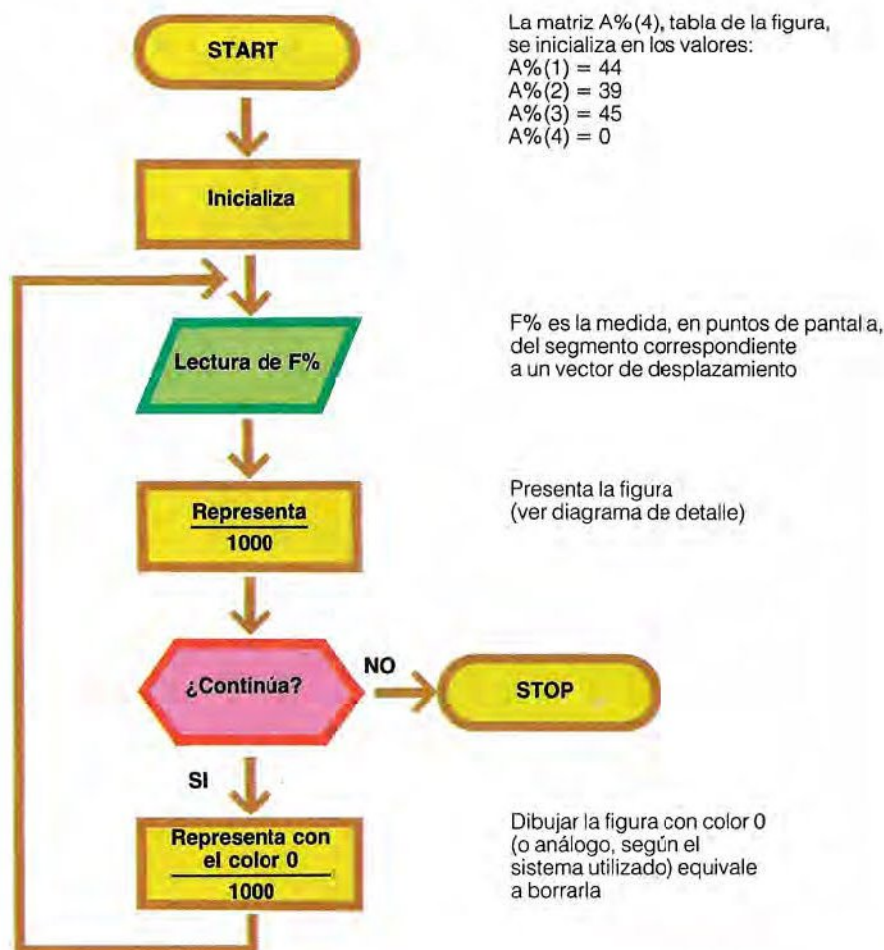 START
La matriz A%(4), tabla de la figura,
se inicializa en los valores:
A%(1) = 44
A%(2) = 39
A%(3) = 45
A%(4) = 0
Inicializa
Lectura de F%
F% es la medida, en puntos de pantalla,
del segmento correspondiente
a un vector de desplazamiento
Representa
1000
Presenta la figura
(ver diagrama de detalle)
¿Continúa?
NO
STOP
SI
Representa con
el color 0
1000
Dibujar la figura con color 0
(o análogo, según el
sistema utilizado) equivale
a borrarla